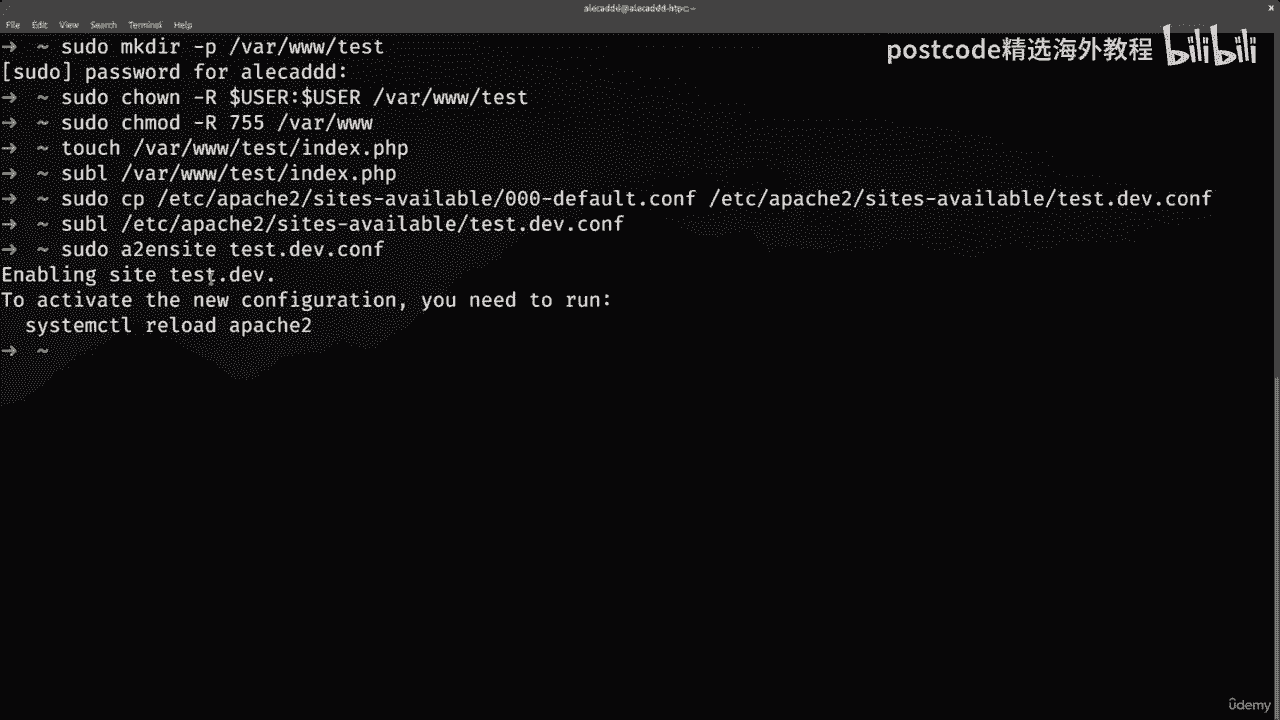 alecaddd@alecaddd-htpc:~
File Edit View Search Terminal Help
→ ~ sudo mkdir -p /var/www/test
[sudo] password for alecaddd:
→ ~ sudo chown -R $USER:$USER /var/www/test
→ ~ sudo chmod -R 755 /var/www
→ ~ touch /var/www/test/index.php
→ ~ subl /var/www/test/index.php
→ ~ sudo cp /etc/apache2/sites-available/000-default.conf /etc/apache2/sites-available/test.dev.conf
→ ~ subl /etc/apache2/sites-available/test.dev.conf
→ ~ sudo a2ensite test.dev.conf
Enabling site test.dev.
To activate the new configuration, you need to run:
systemctl reload apache2
→ ~
postcode精选海外教程 bilibili
ûdemy